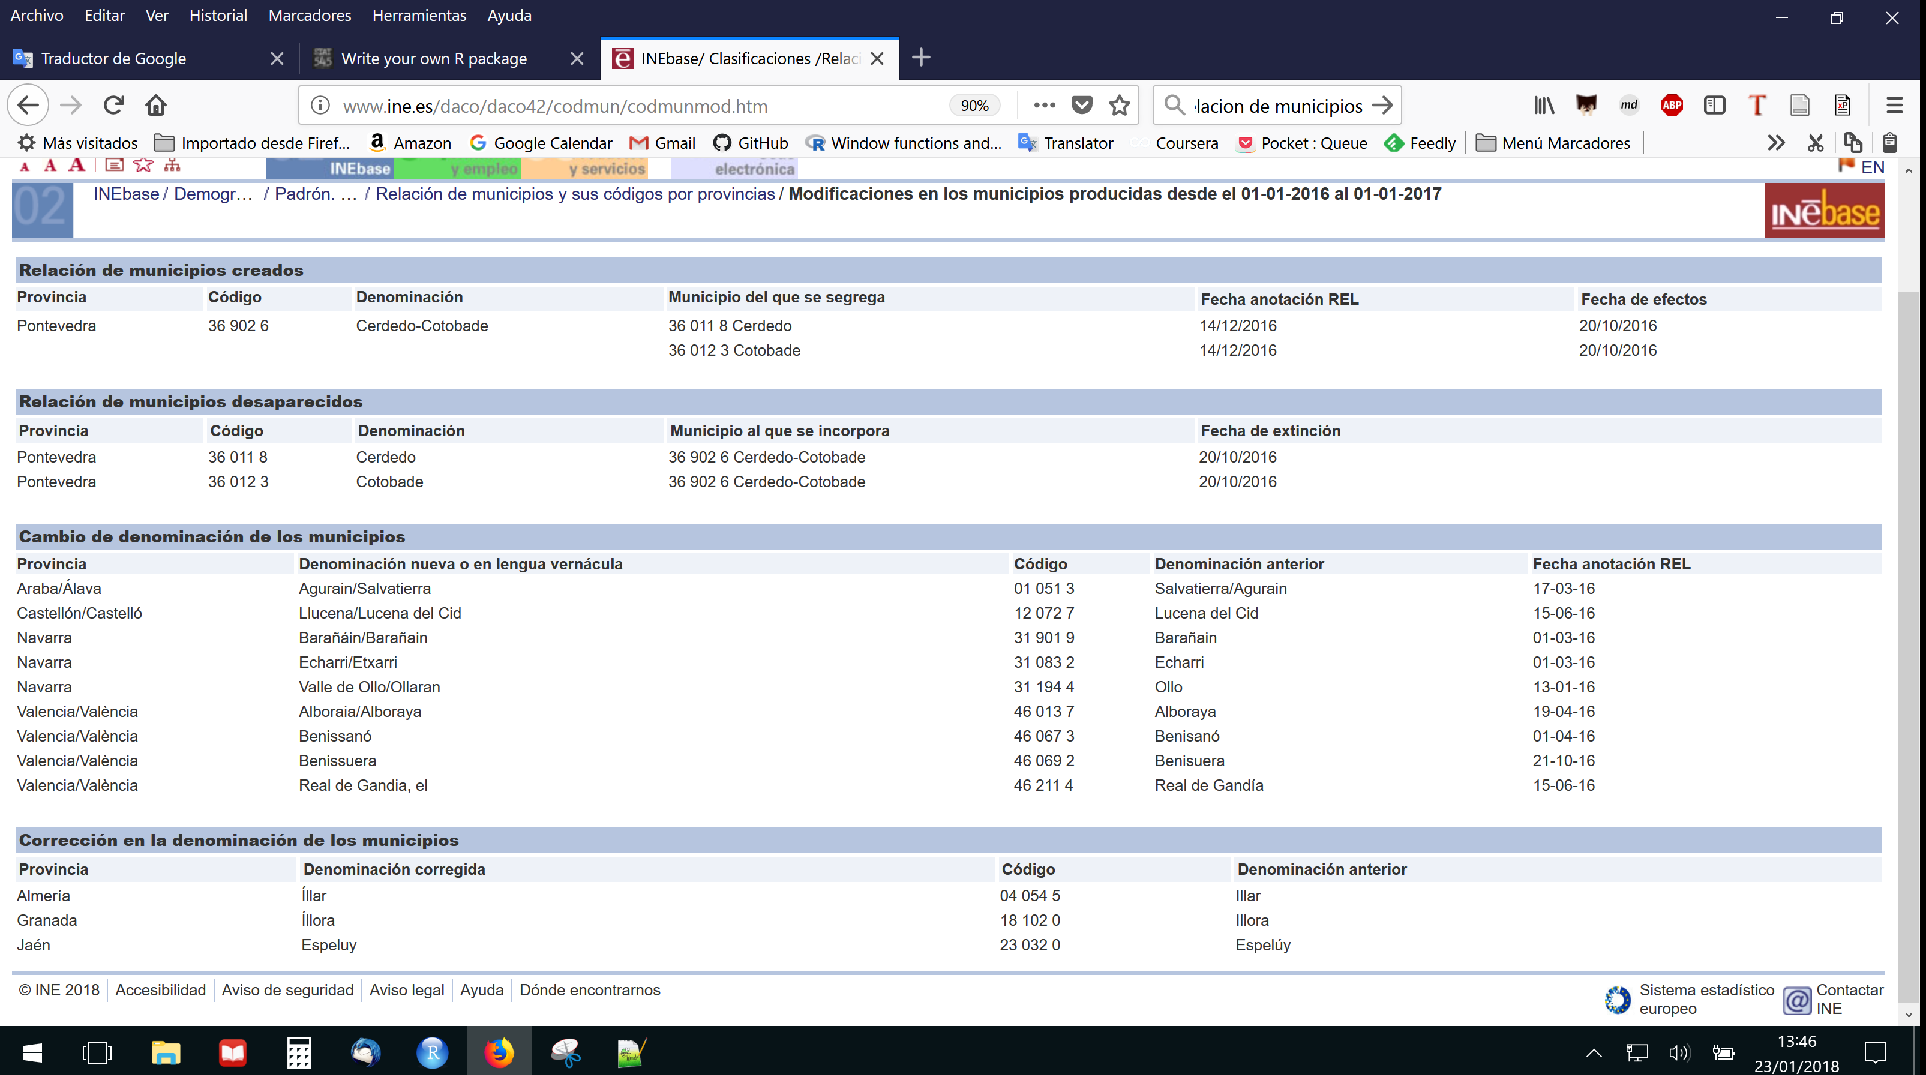 Archivo Editar Ver Historial Marcadores Herramientas Ayuda
Traductor de Google Write your own R package INEbase/ Clasificaciones /Relaci
www.ine.es/daco/daco42/codmun/codmunmod.htm 90% lacion de municipios
Más visitados Importado desde Firef... Amazon Google Calendar Gmail GitHub Window functions and... Translator Coursera Pocket : Queue Feedly Menú Marcadores
A A A INEbase y empleo y servicios electrónica EN
02 INEbase / Demogr... / Padrón. ... / Relación de municipios y sus códigos por provincias / Modificaciones en los municipios producidas desde el 01-01-2016 al 01-01-2017 INēbase
Relación de municipios creados
Provincia Código Denominación Municipio del que se segrega Fecha anotación REL Fecha de efectos
Pontevedra 36 902 6 Cerdedo-Cotobade 36 011 8 Cerdedo 14/12/2016 20/10/2016
36 012 3 Cotobade 14/12/2016 20/10/2016
Relación de municipios desaparecidos
Provincia Código Denominación Municipio al que se incorpora Fecha de extinción
Pontevedra 36 011 8 Cerdedo 36 902 6 Cerdedo-Cotobade 20/10/2016
Pontevedra 36 012 3 Cotobade 36 902 6 Cerdedo-Cotobade 20/10/2016
Cambio de denominación de los municipios
Provincia Denominación nueva o en lengua vernácula Código Denominación anterior Fecha anotación REL
Araba/Álava Agurain/Salvatierra 01 051 3 Salvatierra/Agurain 17-03-16
Castellón/Castelló Llucena/Lucena del Cid 12 072 7 Lucena del Cid 15-06-16
Navarra Barañáin/Barañain 31 901 9 Barañain 01-03-16
Navarra Echarri/Etxarri 31 083 2 Echarri 01-03-16
Navarra Valle de Ollo/Ollaran 31 194 4 Ollo 13-01-16
Valencia/València Alboraia/Alboraya 46 013 7 Alboraya 19-04-16
Valencia/València Benissanó 46 067 3 Benisanó 01-04-16
Valencia/València Benissuera 46 069 2 Benisuera 21-10-16
Valencia/València Real de Gandia, el 46 211 4 Real de Gandía 15-06-16
Corrección en la denominación de los municipios
Provincia Denominación corregida Código Denominación anterior
Almería Íllar 04 054 5 Illar
Granada Íllora 18 102 0 Illora
Jaén Espeluy 23 032 0 Espelúy
© INE 2018 Accesibilidad Aviso de seguridad Aviso legal Ayuda Dónde encontrarnos
Sistema estadístico europeo Contactar INE
13:46
23/01/2018